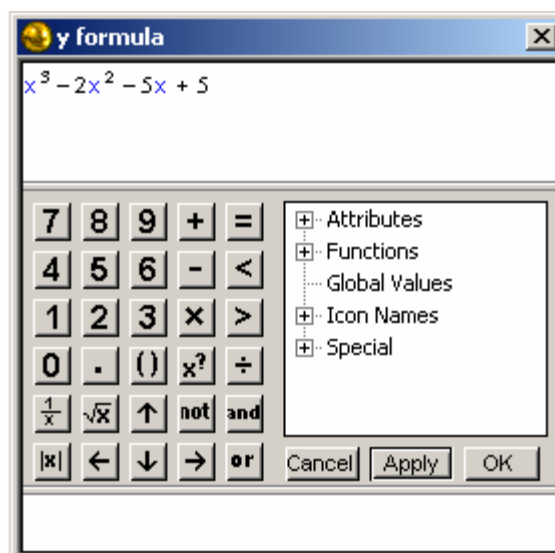 y formula
x³ − 2x² − 5x + 5
7 8 9 + =
4 5 6 - <
1 2 3 × >
0 . () x? ÷
1/x √x ↑ not and
|x| ← ↓ → or
Attributes
Functions
Global Values
Icon Names
Special
Cancel Apply OK